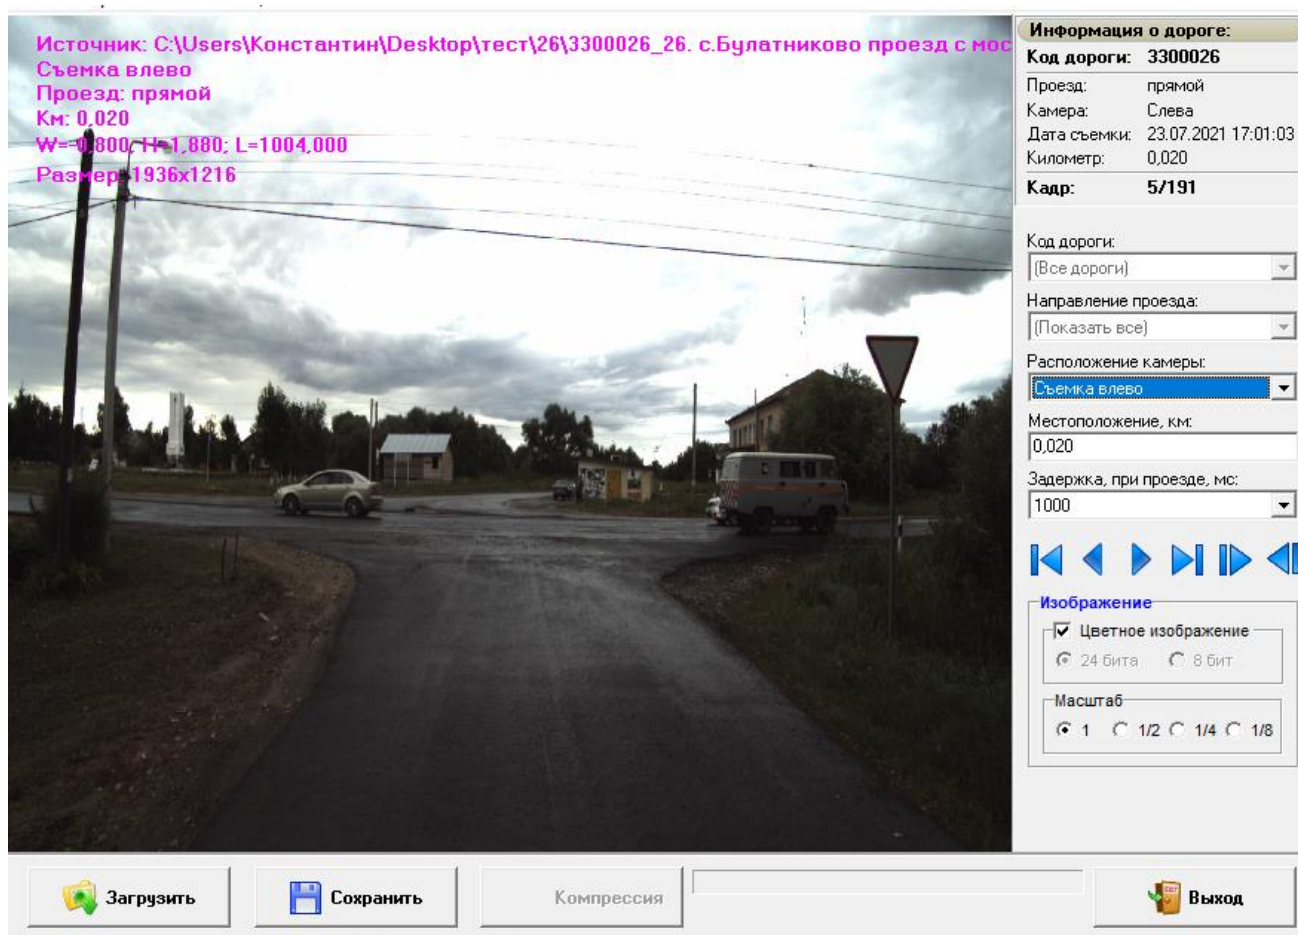 Источник: C:\Users\Константин\Desktop\тест\26\3300026_26. с.Булатниково проезд с мос
Съемка влево
Проезд: прямой
Км: 0,020
W=-0,800; H=1,880; L=1004,000
Размер: 1936x1216
Информация о дороге:
Код дороги: 3300026
Проезд: прямой
Камера: Слева
Дата съемки: 23.07.2021 17:01:03
Километр: 0,020
Кадр: 5/191
Код дороги:
(Все дороги)
Направление проезда:
(Показать все)
Расположение камеры:
Съемка влево
Местоположение, км:
0,020
Задержка, при проезде, мс:
1000
Изображение
Цветное изображение
24 бита 8 бит
Масштаб
1 1/2 1/4 1/8
Загрузить Сохранить Компрессия Выход